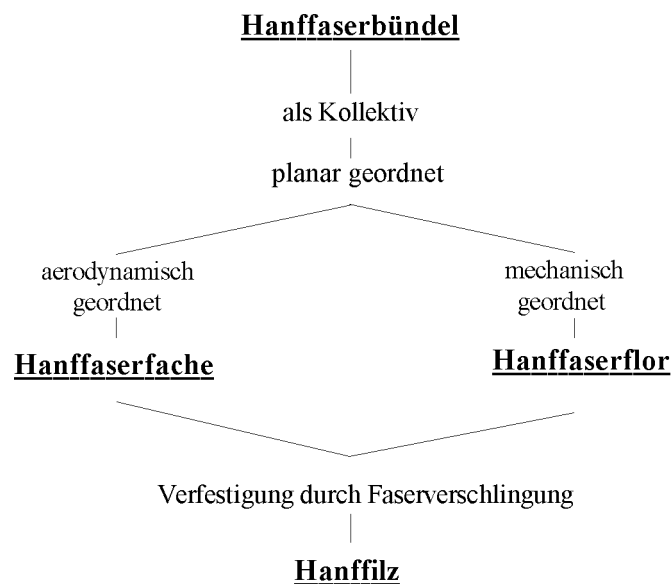 Hanffaserbündel
als Kollektiv
planar geordnet
aerodynamisch
geordnet
mechanisch
geordnet
Hanffaserfache
Hanffaserflor
Verfestigung durch Faserverschlingung
Hanffilz